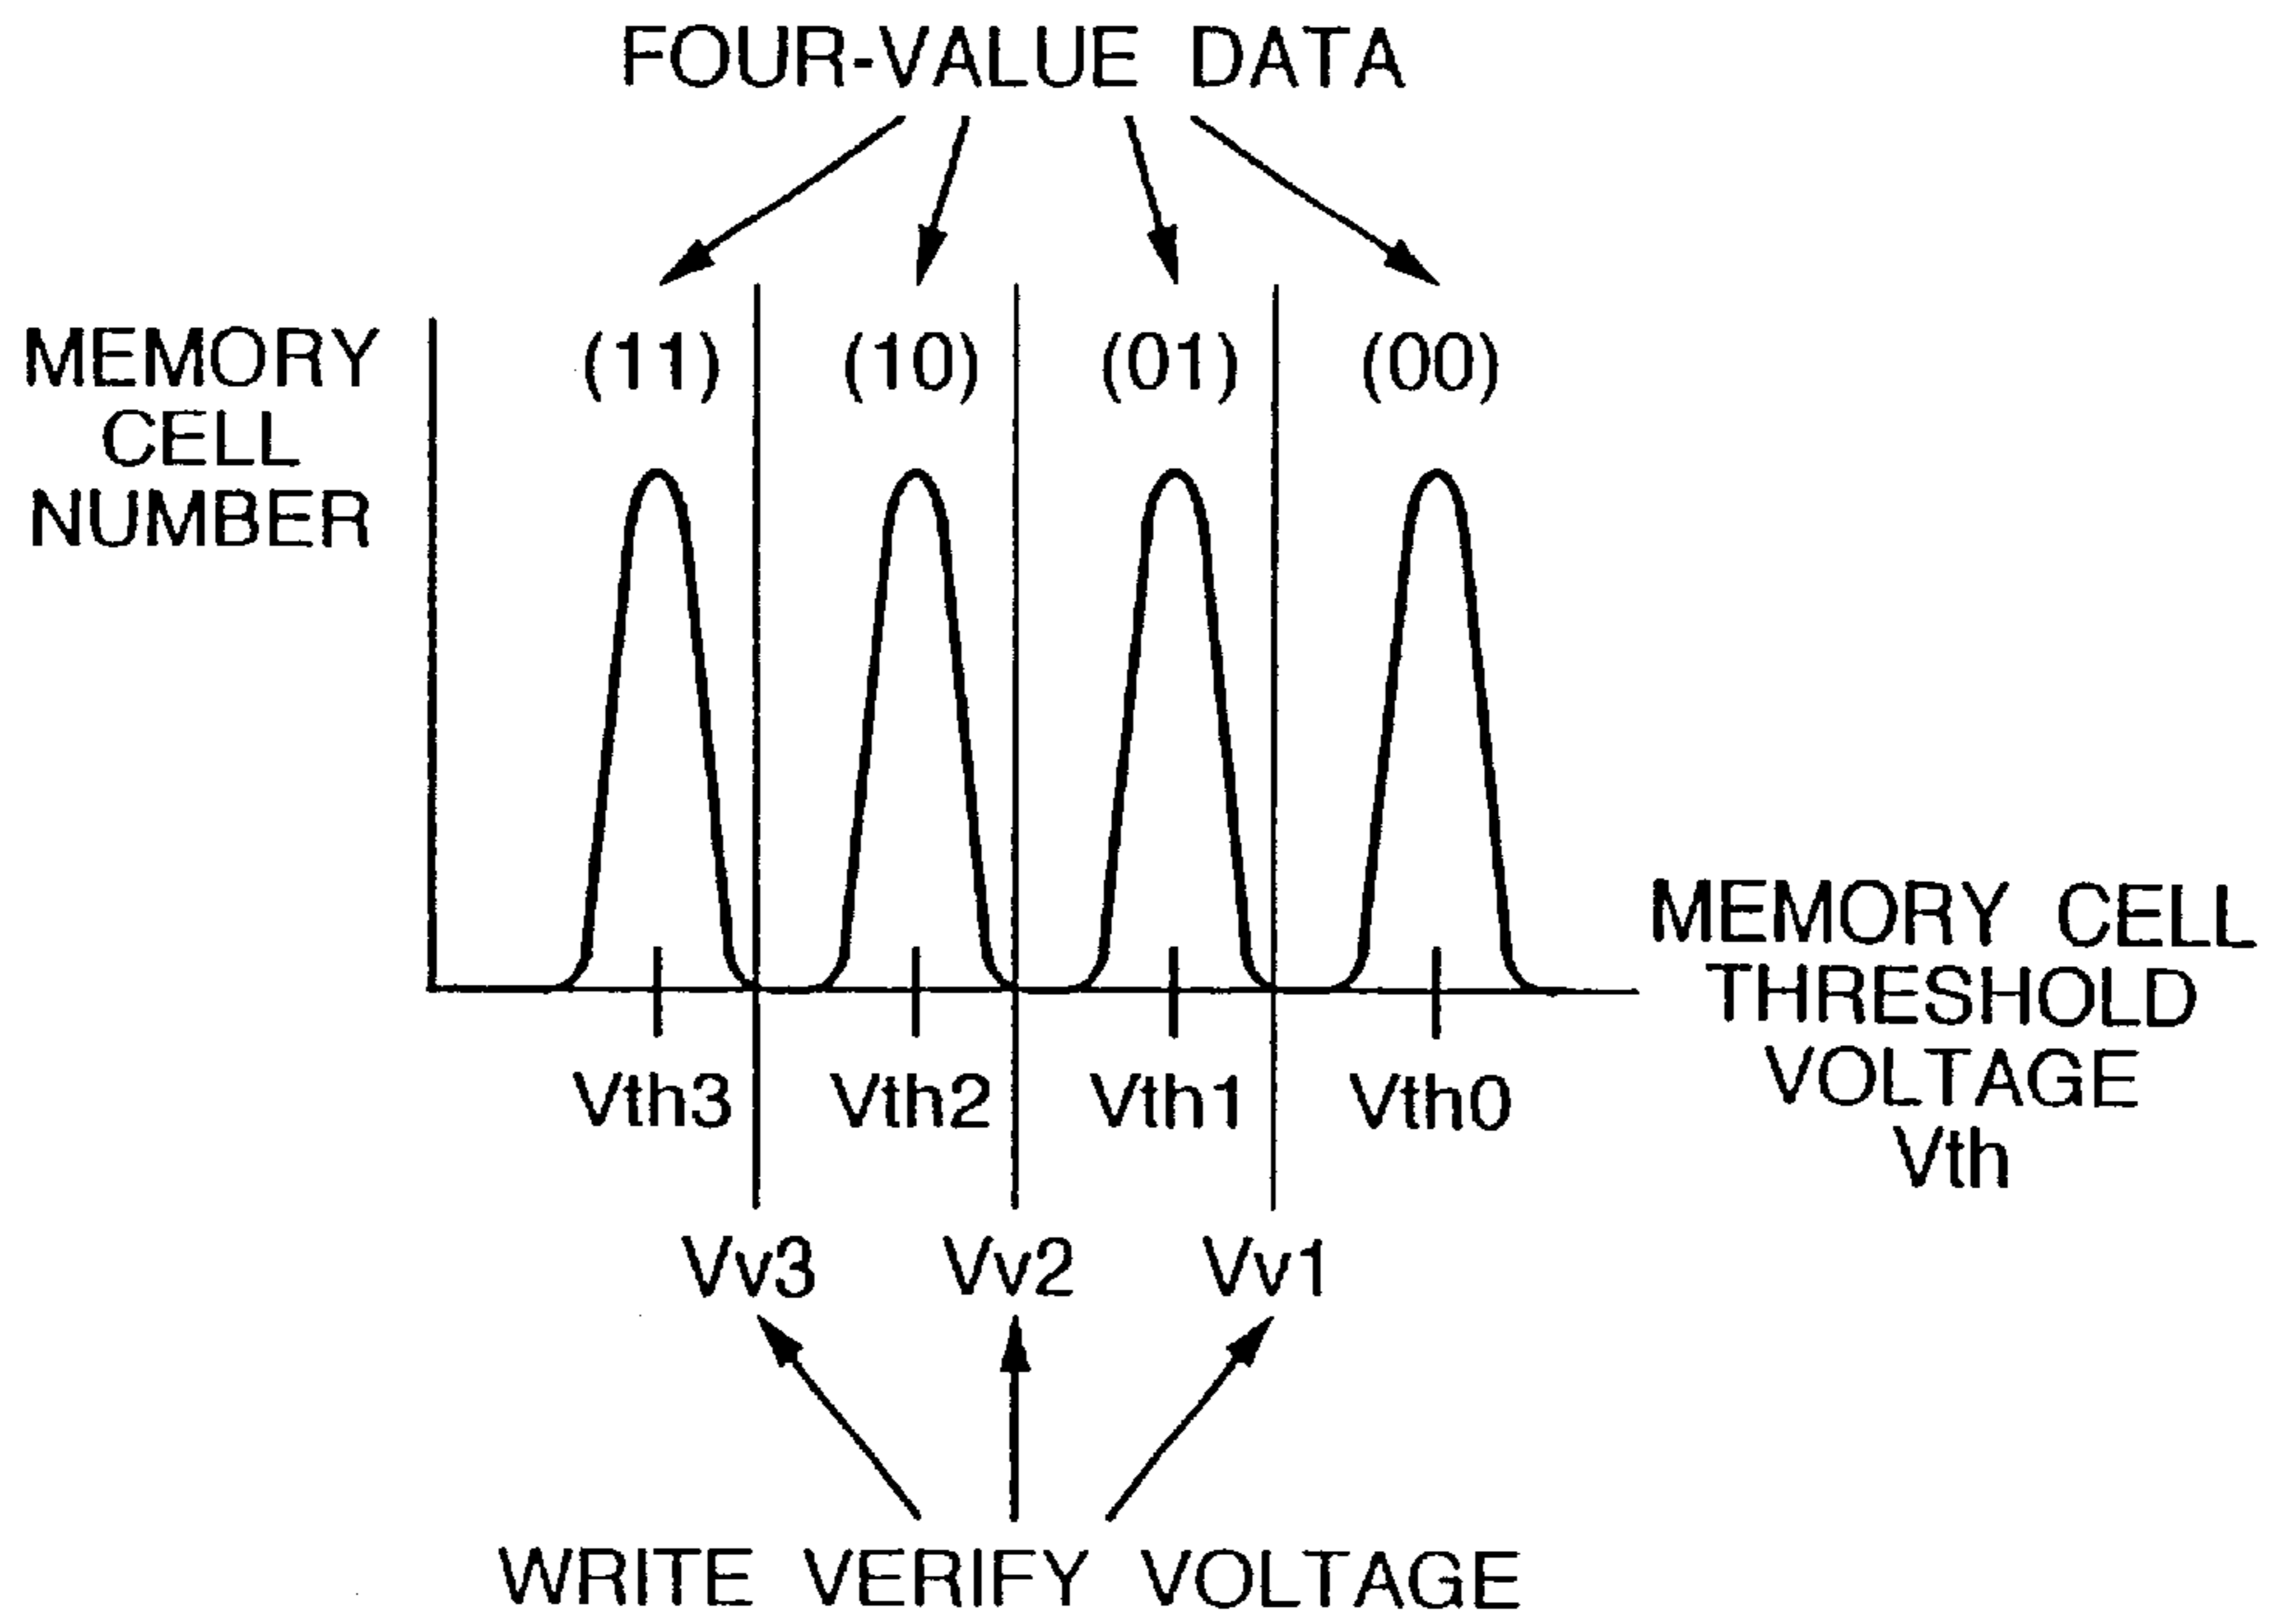 FOUR-VALUE DATA
(11) (10) (01) (00)
MEMORY
CELL
NUMBER
MEMORY CELL
THRESHOLD
VOLTAGE
Vth
Vth3 Vth2 Vth1 Vth0
Vv3 Vv2 Vv1
WRITE VERIFY VOLTAGE